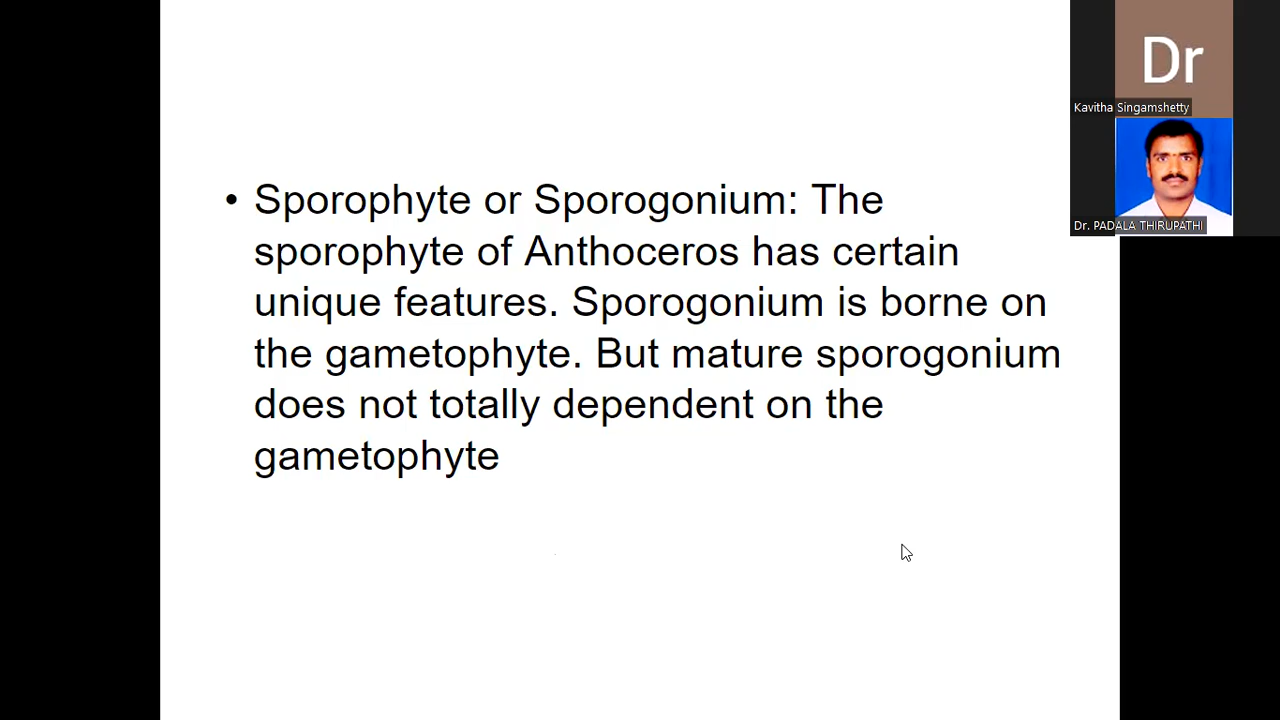 Dr
Kavitha Singamshetty
Dr. PADALA THIRUPATHI
• Sporophyte or Sporogonium: The
sporophyte of Anthoceros has certain
unique features. Sporogonium is borne on
the gametophyte. But mature sporogonium
does not totally dependent on the
gametophyte